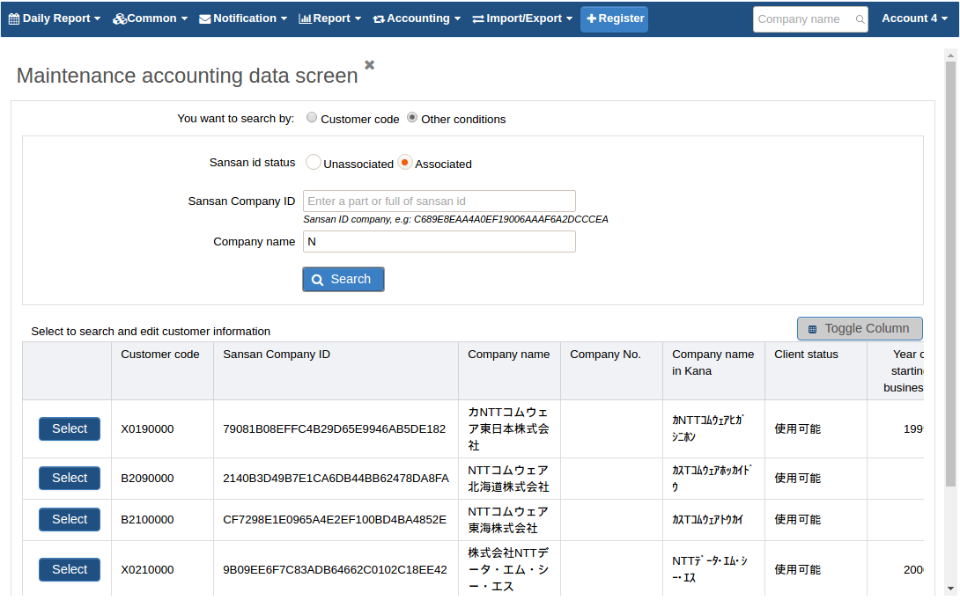 Daily Report Common Notification Report Accounting Import/Export Register Company name Account 4
Maintenance accounting data screen
You want to search by: Customer code Other conditions
Sansan id status Unassociated Associated
Sansan Company ID Enter a part or full of sansan id
Sansan ID company, e.g: C689E8EAA4A0EF19006AAAF6A2DCCCEA
Company name N
Search
Select to search and edit customer information
Toggle Column
Customer code Sansan Company ID Company name Company No. Company name Client status Year o
in Kana starting
busines
カNTTコムウェ
ア東日本株式会
社
Select X0190000 79081B08EFFC4B29D65E9946AB5DE182 ｶNTTｺﾑｳｪｱﾋｶﾞ
ｼﾆﾎﾝ 使用可能 199
NTTコムウェア
北海道株式会社
Select B2090000 2140B3D49B7E1CA6DB44BB62478DA8FA ｶｽTｺﾑｳｪｱﾎｯｶｲﾄﾞ
ｳ 使用可能
NTTコムウェア
東海株式会社
Select B2100000 CF7298E1E0965A4E2EF100BD4BA4852E ｶｽTｺﾑｳｪｱﾄｳｶｲ 使用可能
株式会社NTTデ
ータ・エム・シ
ー・エス
Select X0210000 9B09EE6F7C83ADB64662C0102C18EE42 NTTﾃﾞｰﾀ･ｴﾑ･ｼ
ｰ･ｴｽ 使用可能 200